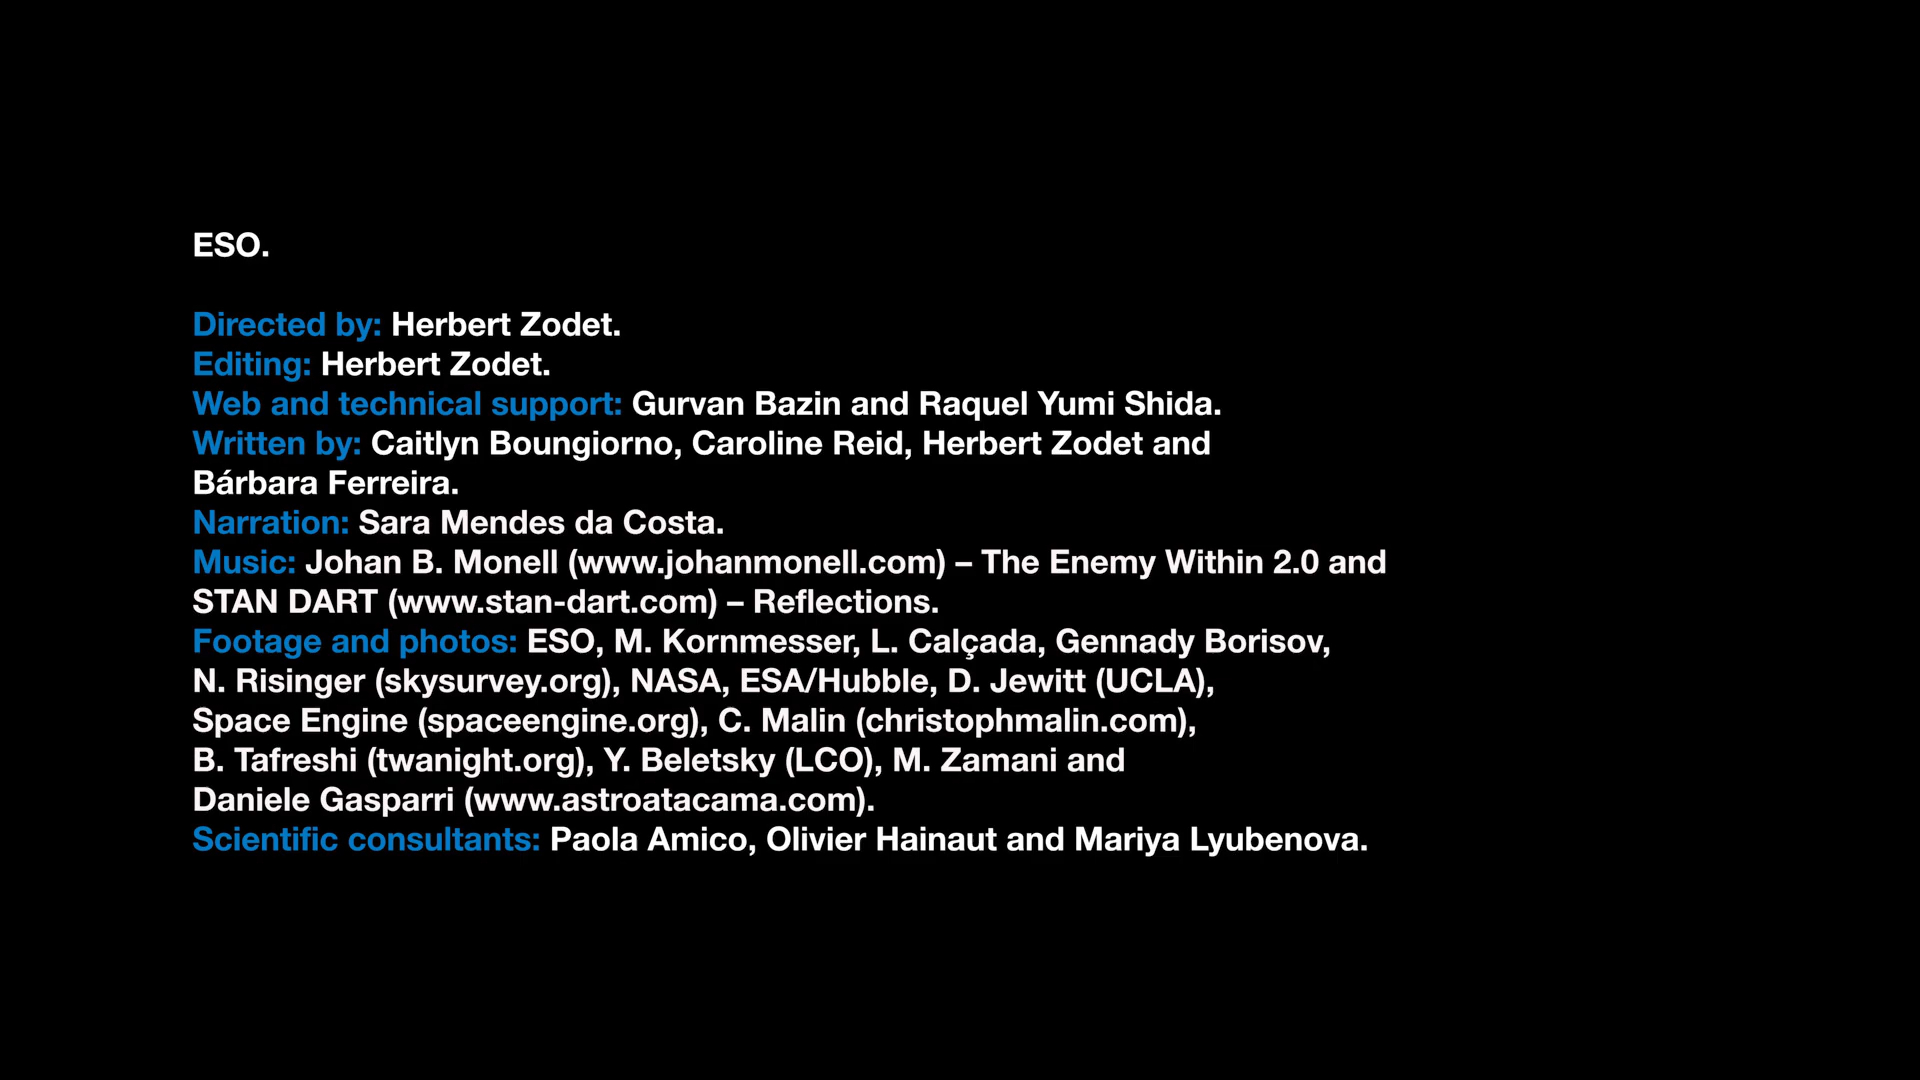 ESO.
Directed by: Herbert Zodet.
Editing: Herbert Zodet.
Web and technical support: Gurvan Bazin and Raquel Yumi Shida.
Written by: Caitlyn Boungiorno, Caroline Reid, Herbert Zodet and
Bárbara Ferreira.
Narration: Sara Mendes da Costa.
Music: Johan B. Monell (www.johanmonell.com) – The Enemy Within 2.0 and
STAN DART (www.stan-dart.com) – Reflections.
Footage and photos: ESO, M. Kornmesser, L. Calçada, Gennady Borisov,
N. Risinger (skysurvey.org), NASA, ESA/Hubble, D. Jewitt (UCLA),
Space Engine (spaceengine.org), C. Malin (christophmalin.com),
B. Tafreshi (twanight.org), Y. Beletsky (LCO), M. Zamani and
Daniele Gasparri (www.astroatacama.com).
Scientific consultants: Paola Amico, Olivier Hainaut and Mariya Lyubenova.